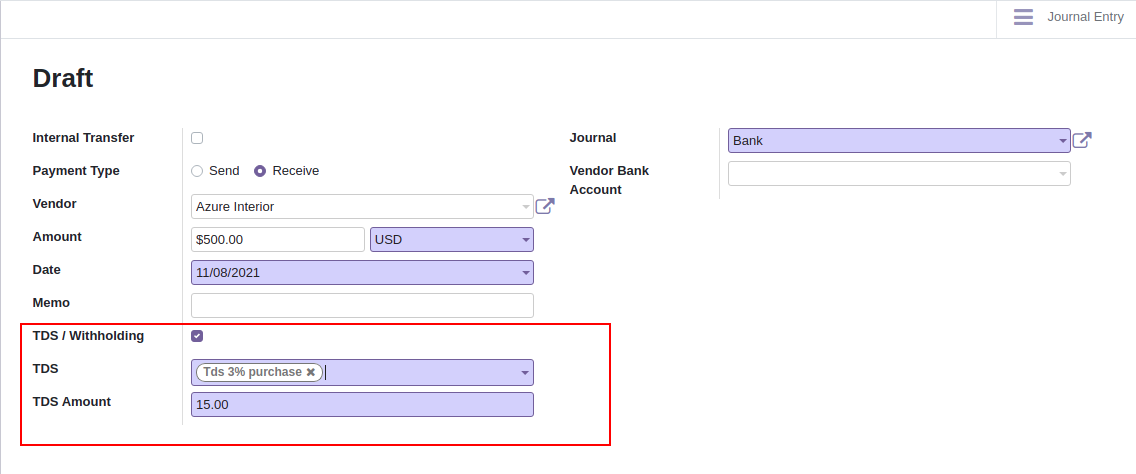 Journal Entry
Draft
Internal Transfer
Payment Type Send Receive
Vendor Azure Interior
Amount $500.00 USD
Date 11/08/2021
Memo
TDS / Withholding
TDS Tds 3% purchase
TDS Amount 15.00
Journal Bank
Vendor Bank
Account